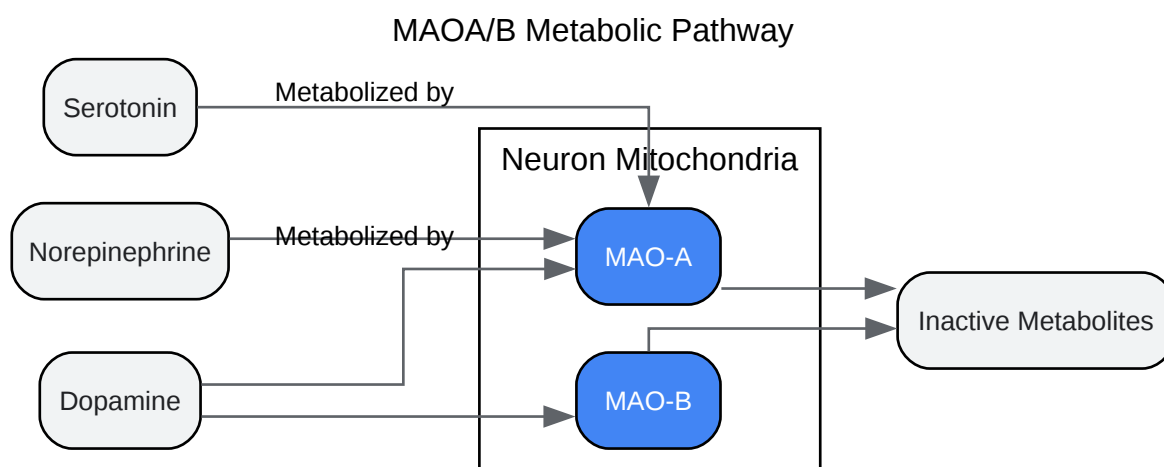 MAOA/B Metabolic Pathway
Serotonin
Metabolized by
Neuron Mitochondria
Norepinephrine
Metabolized by
MAO-A
Inactive Metabolites
Dopamine
MAO-B